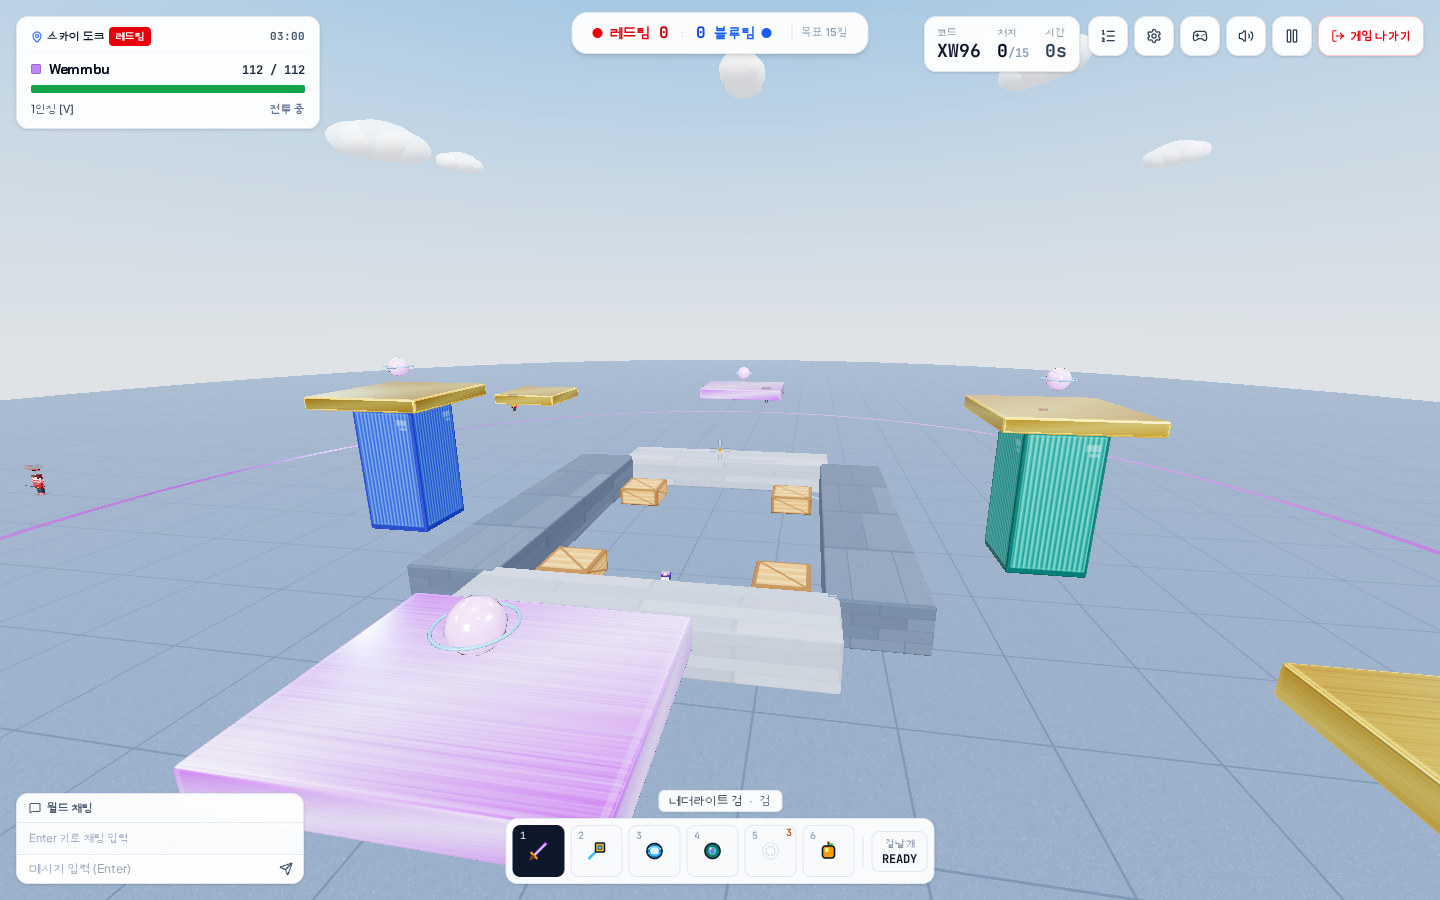 스카이 도크 레드팀 03:00
Wemmbu 112 / 112
1인칭 [V] 전투 중
레드팀 0 : 0 블루팀 목표 15킬
코드 처치 시간
XW96 0/15 0s
게임 나가기
월드 채팅
Enter 키로 채팅 입력
메시지 입력 (Enter)
네더라이트 검 · 검
1 2 3 4 5 3 6
겉날개
READY